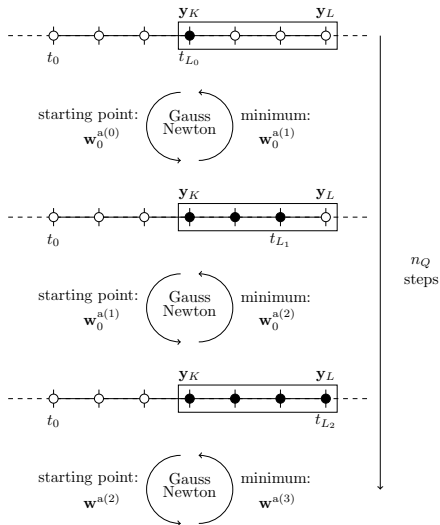 𝐲_K 𝐲_L
t_0 t_{L_0}
starting point: Gauss minimum:
𝐰_0^{a(0)} Newton 𝐰_0^{a(1)}
𝐲_K 𝐲_L
t_0 t_{L_1}
starting point: Gauss minimum:
𝐰_0^{a(1)} Newton 𝐰_0^{a(2)}
n_Q
steps
𝐲_K 𝐲_L
t_0 t_{L_2}
starting point: Gauss minimum:
𝐰^{a(2)} Newton 𝐰^{a(3)}